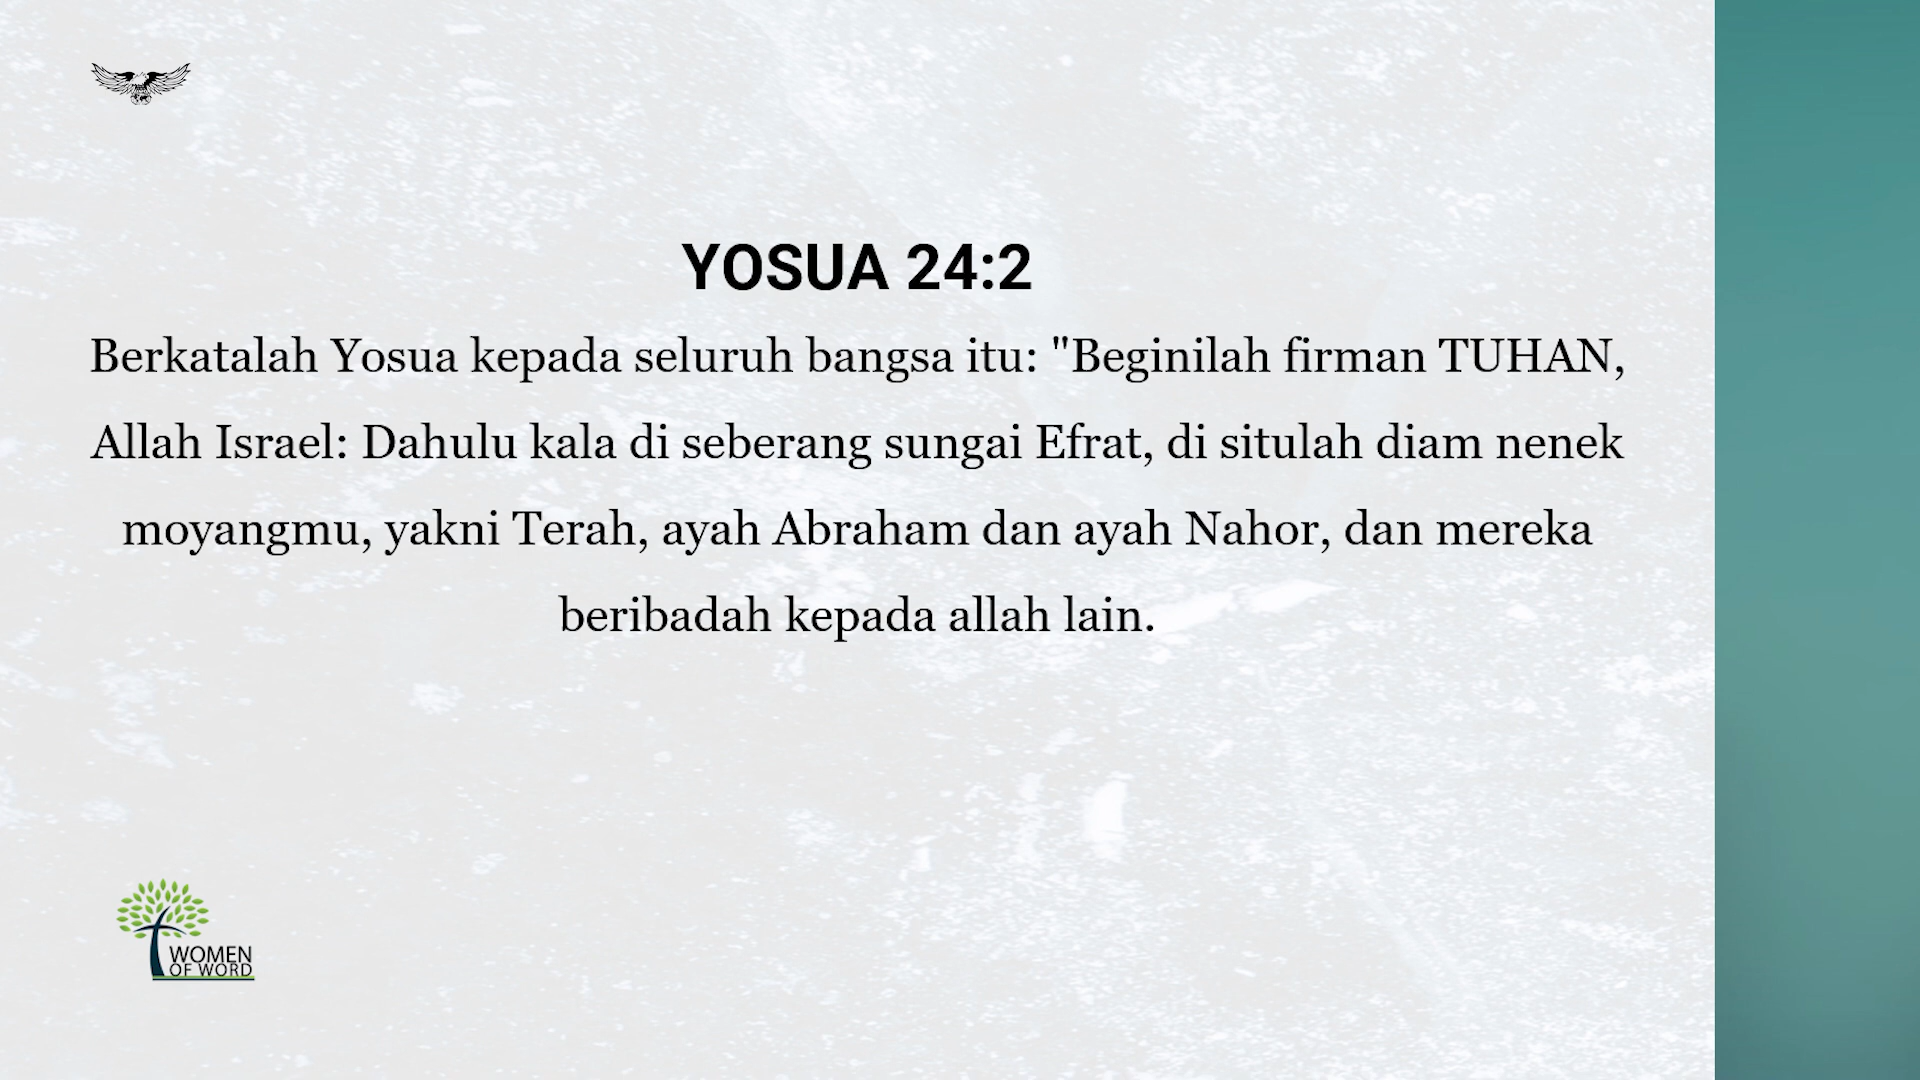 YOSUA 24:2
Berkatalah Yosua kepada seluruh bangsa itu: "Beginilah firman TUHAN,
Allah Israel: Dahulu kala di seberang sungai Efrat, di situlah diam nenek
moyangmu, yakni Terah, ayah Abraham dan ayah Nahor, dan mereka
beribadah kepada allah lain.
WOMEN
OF WORD